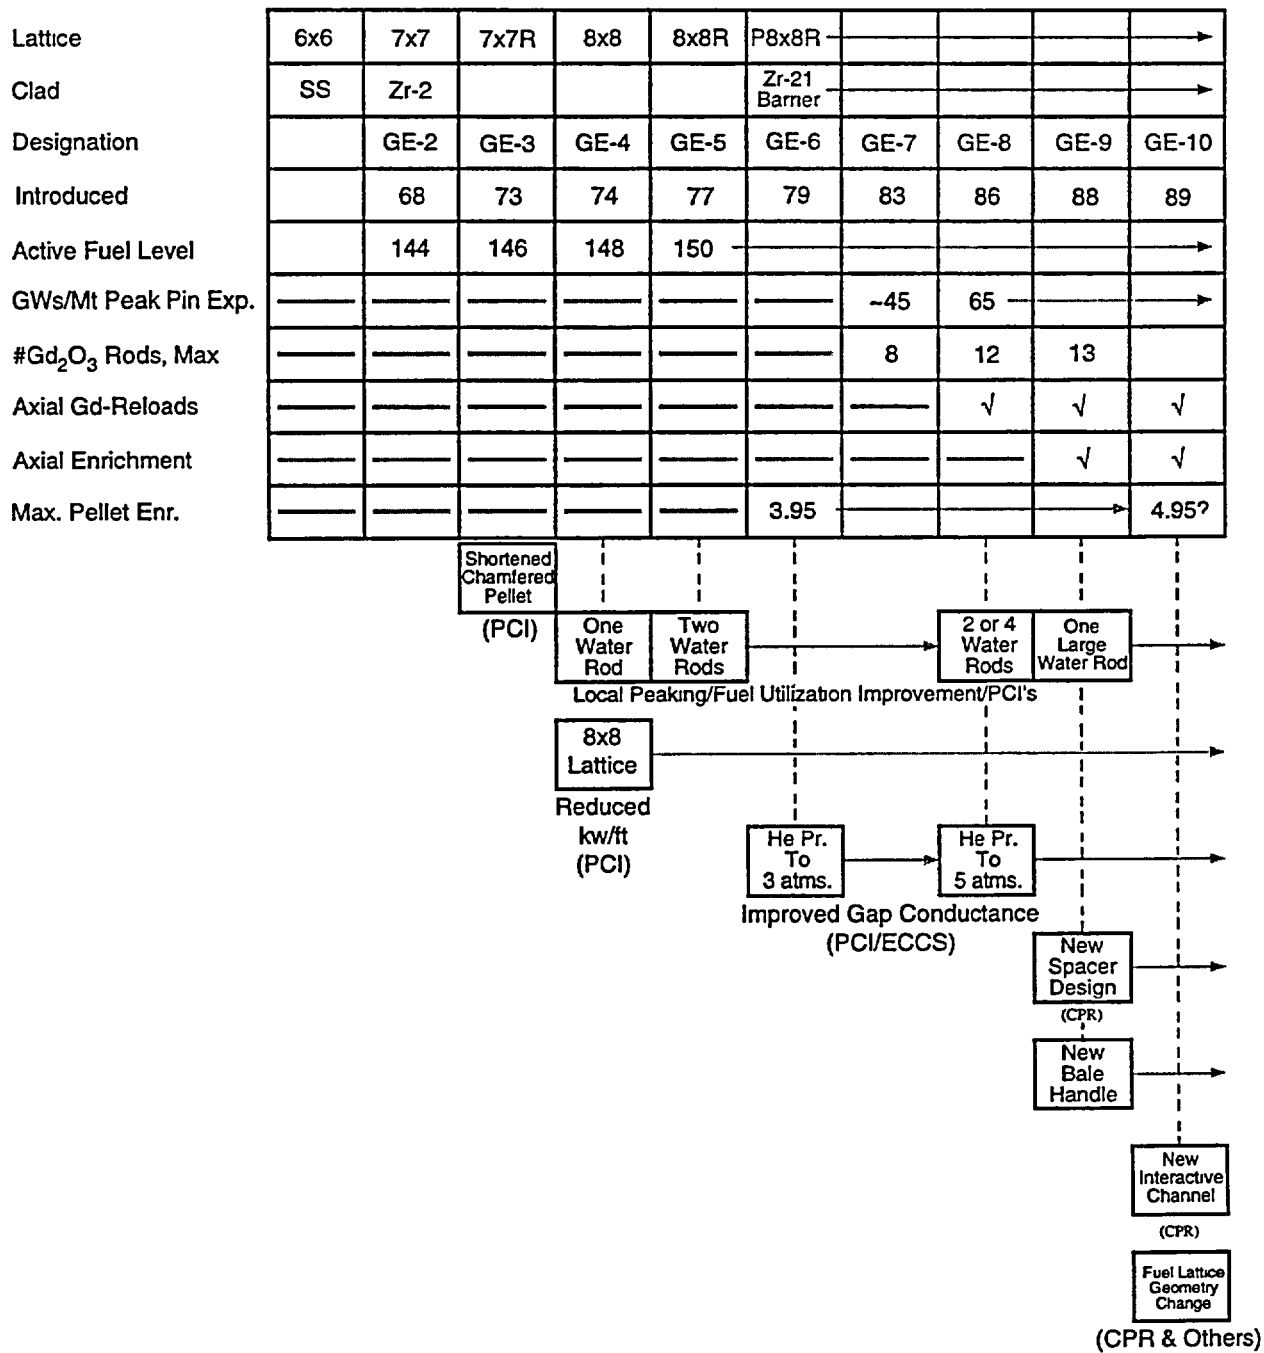 Lattice 6x6 7x7 7x7R 8x8 8x8R P8x8R
Clad SS Zr-2 Zr-21
Barner
Designation GE-2 GE-3 GE-4 GE-5 GE-6 GE-7 GE-8 GE-9 GE-10
Introduced 68 73 74 77 79 83 86 88 89
Active Fuel Level 144 146 148 150
GWs/Mt Peak Pin Exp. ~45 65
#Gd₂O₃ Rods, Max 8 12 13
Axial Gd-Reloads √ √ √
Axial Enrichment √ √
Max. Pellet Enr. 3.95 4.95?
Shortened
Chamfered
Pellet
(PCI)
One
Water
Rod
Two
Water
Rods
2 or 4
Water
Rods
One
Large
Water Rod
Local Peaking/Fuel Utilization Improvement/PCI's
8x8
Lattice
Reduced
kw/ft
(PCI)
He Pr.
To
3 atms.
He Pr.
To
5 atms.
Improved Gap Conductance
(PCI/ECCS)
New
Spacer
Design
(CPR)
New
Bale
Handle
New
Interactive
Channel
(CPR)
Fuel Lattice
Geometry
Change
(CPR & Others)